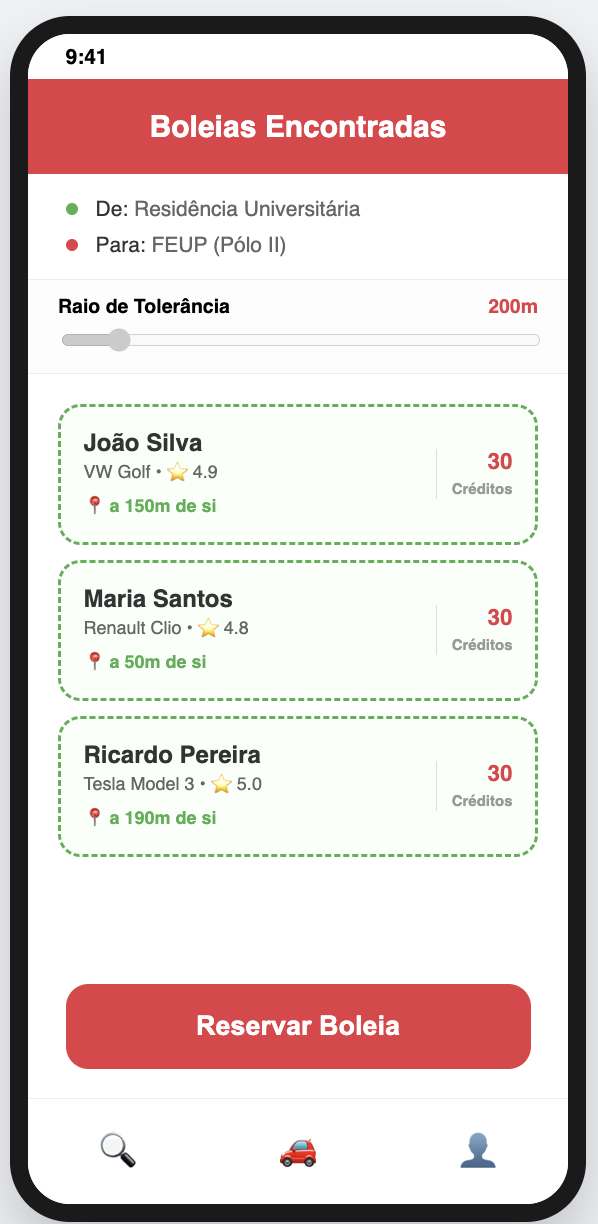 9:41
Boleias Encontradas
De: Residência Universitária
Para: FEUP (Pólo II)
Raio de Tolerância 200m
João Silva
VW Golf • ⭐ 4.9
📍 a 150m de si
30
Créditos
Maria Santos
Renault Clio • ⭐ 4.8
📍 a 50m de si
30
Créditos
Ricardo Pereira
Tesla Model 3 • ⭐ 5.0
📍 a 190m de si
30
Créditos
Reservar Boleia